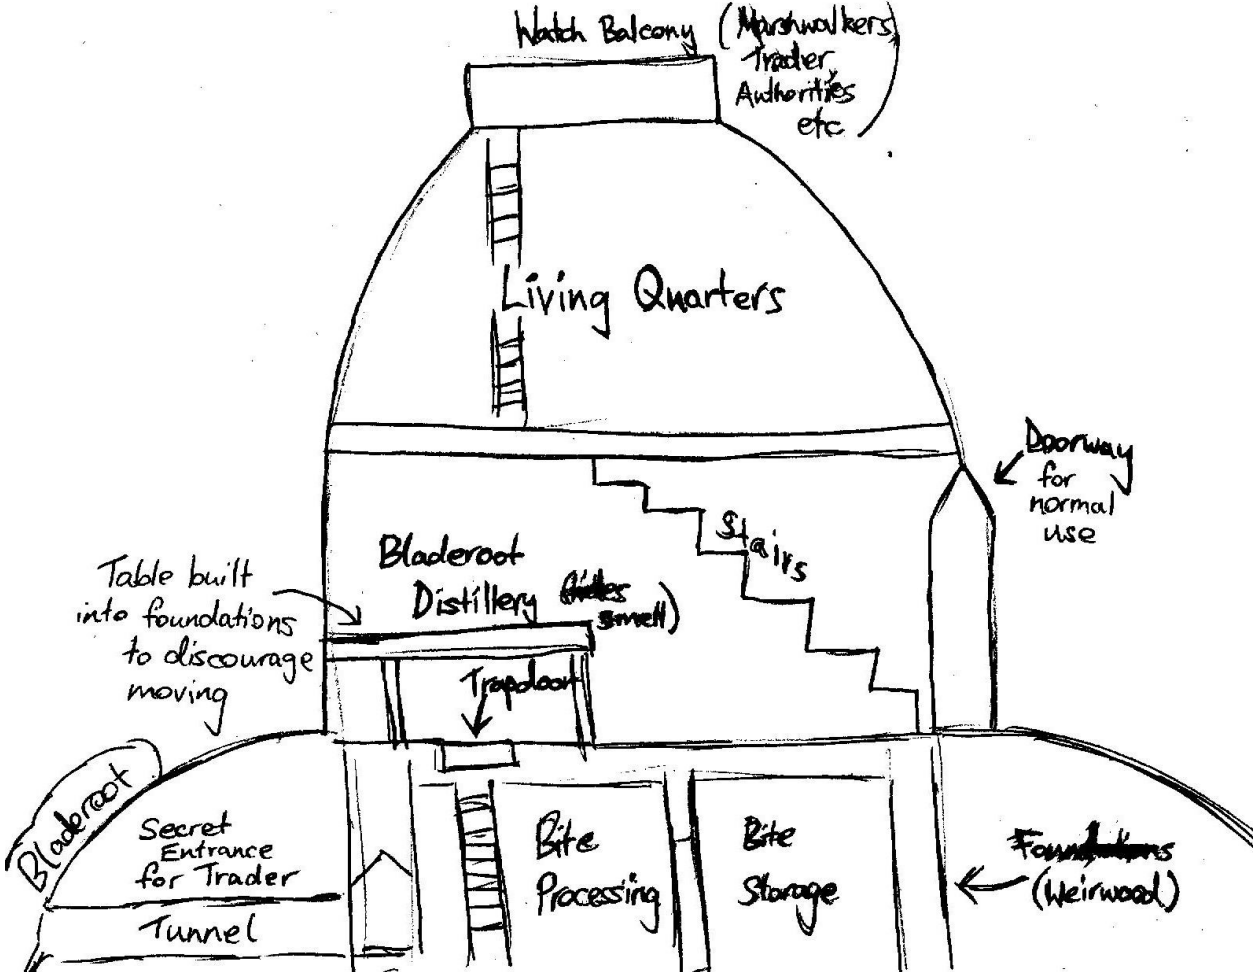 Watch Balcony
(Marshwalkers
Trader,
Authorities
etc)
Living Quarters
Doorway
for
normal
use
Stairs
Bladeroot
Distillery (hides
smell)
Table built
into foundations
to discourage
moving
Trapdoor
Bladeroot
Secret
Entrance
for Trader
Tunnel
Bite
Processing
Bite
Storage
Foundations
(Weirwood)